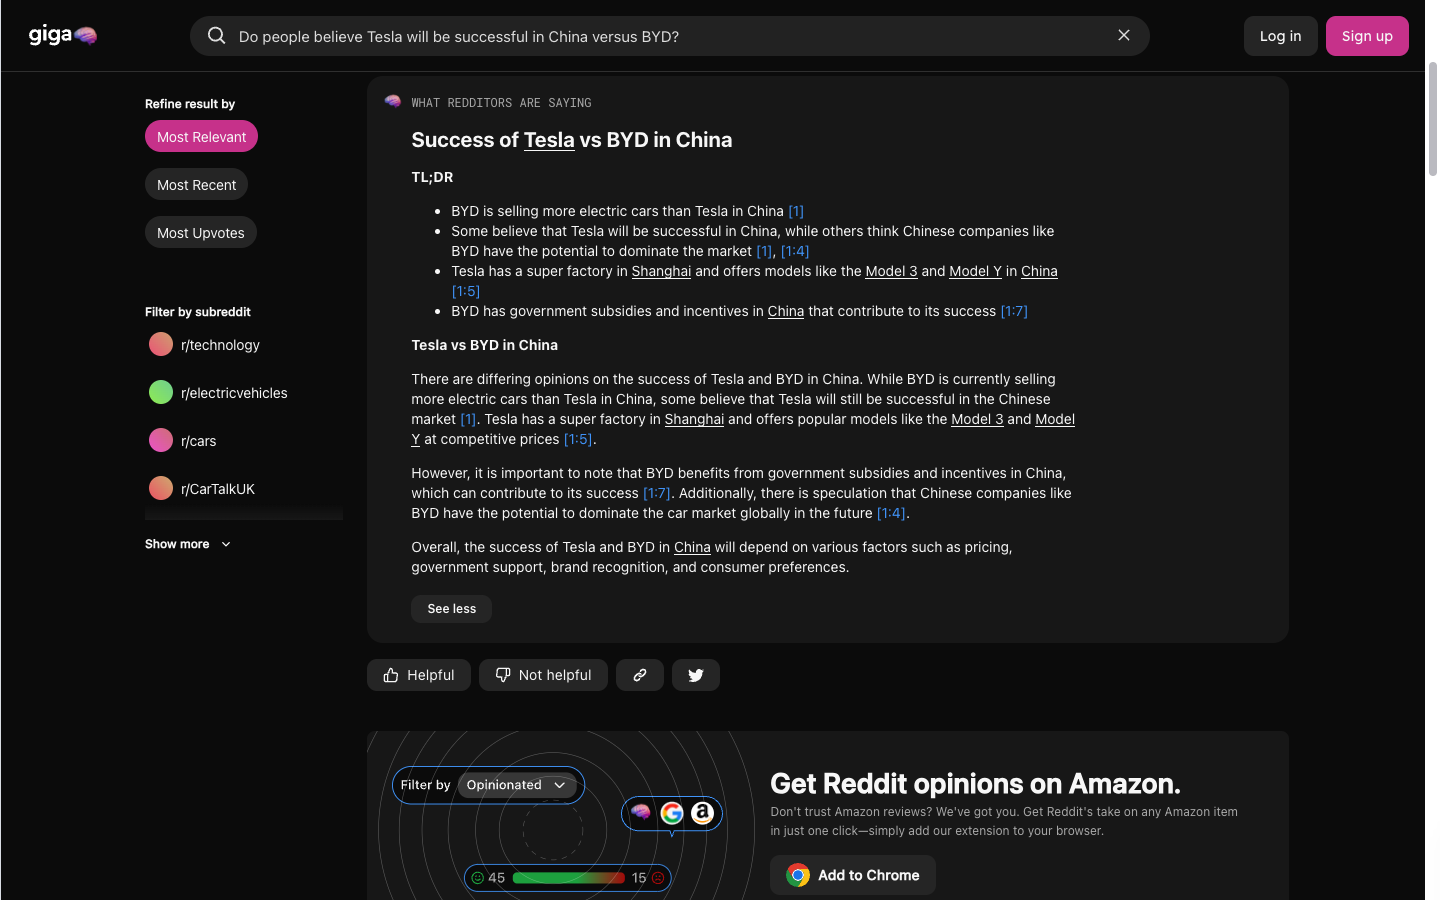 giga
Do people believe Tesla will be successful in China versus BYD?
Log in
Sign up
Refine result by
Most Relevant
Most Recent
Most Upvotes
Filter by subreddit
r/technology
r/electricvehicles
r/cars
r/CarTalkUK
Show more
WHAT REDDITORS ARE SAYING
Success of Tesla vs BYD in China
TL;DR
• BYD is selling more electric cars than Tesla in China [1]
• Some believe that Tesla will be successful in China, while others think Chinese companies like
BYD have the potential to dominate the market [1], [1:4]
• Tesla has a super factory in Shanghai and offers models like the Model 3 and Model Y in China
[1:5]
• BYD has government subsidies and incentives in China that contribute to its success [1:7]
Tesla vs BYD in China
There are differing opinions on the success of Tesla and BYD in China. While BYD is currently selling
more electric cars than Tesla in China, some believe that Tesla will still be successful in the Chinese
market [1]. Tesla has a super factory in Shanghai and offers popular models like the Model 3 and Model
Y at competitive prices [1:5].
However, it is important to note that BYD benefits from government subsidies and incentives in China,
which can contribute to its success [1:7]. Additionally, there is speculation that Chinese companies like
BYD have the potential to dominate the car market globally in the future [1:4].
Overall, the success of Tesla and BYD in China will depend on various factors such as pricing,
government support, brand recognition, and consumer preferences.
See less
Helpful
Not helpful
Filter by Opinionated
G a
45 15
Get Reddit opinions on Amazon.
Don't trust Amazon reviews? We've got you. Get Reddit's take on any Amazon item
in just one click—simply add our extension to your browser.
Add to Chrome